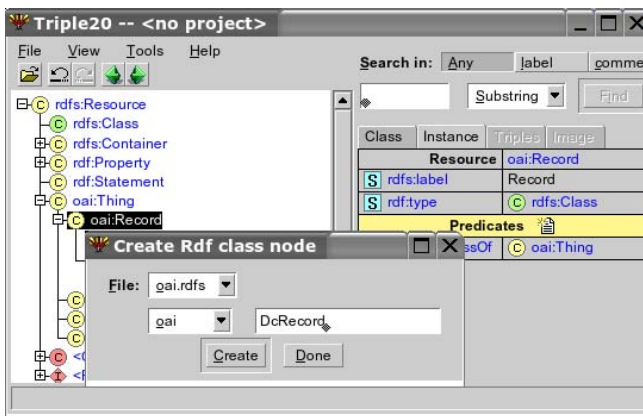 Triple20 -- <no project>
File View Tools Help
Search in: Any label comme
Substring Find
C rdfs:Resource
C rdfs:Class
C rdfs:Container
C rdf:Property
C rdf:Statement
C oai:Thing
C oai:Record
C
C
C
C <
I <
Class Instance Triples Image
Resource oai:Record
S rdfs:label Record
S rdf:type C rdfs:Class
Predicates
ssOf C oai:Thing
Create Rdf class node
File: oai.rdfs
oai DcRecord
Create Done